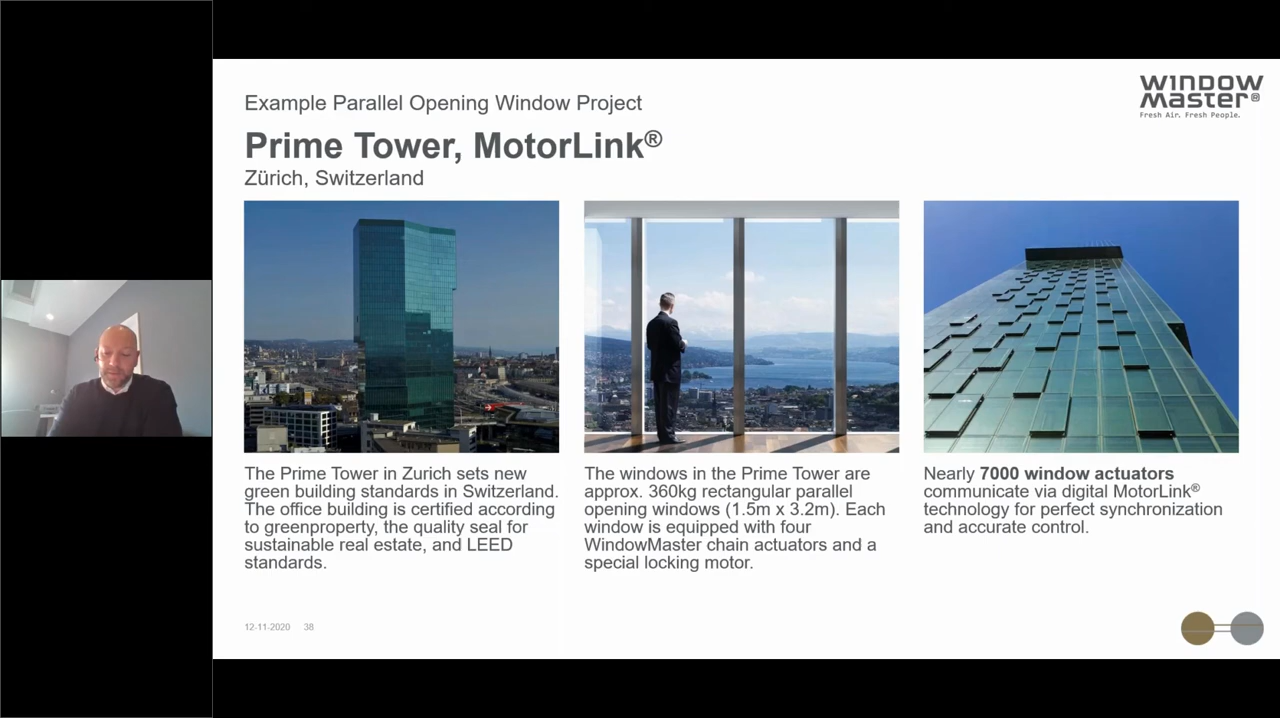 WINDOW
MASTER®
Fresh Air. Fresh People.
Example Parallel Opening Window Project
Prime Tower, MotorLink®
Zürich, Switzerland
The Prime Tower in Zurich sets new
green building standards in Switzerland.
The office building is certified according
to greenproperty, the quality seal for
sustainable real estate, and LEED
standards.
The windows in the Prime Tower are
approx. 360kg rectangular parallel
opening windows (1.5m x 3.2m). Each
window is equipped with four
WindowMaster chain actuators and a
special locking motor.
Nearly 7000 window actuators
communicate via digital MotorLink®
technology for perfect synchronization
and accurate control.
12-11-2020 38